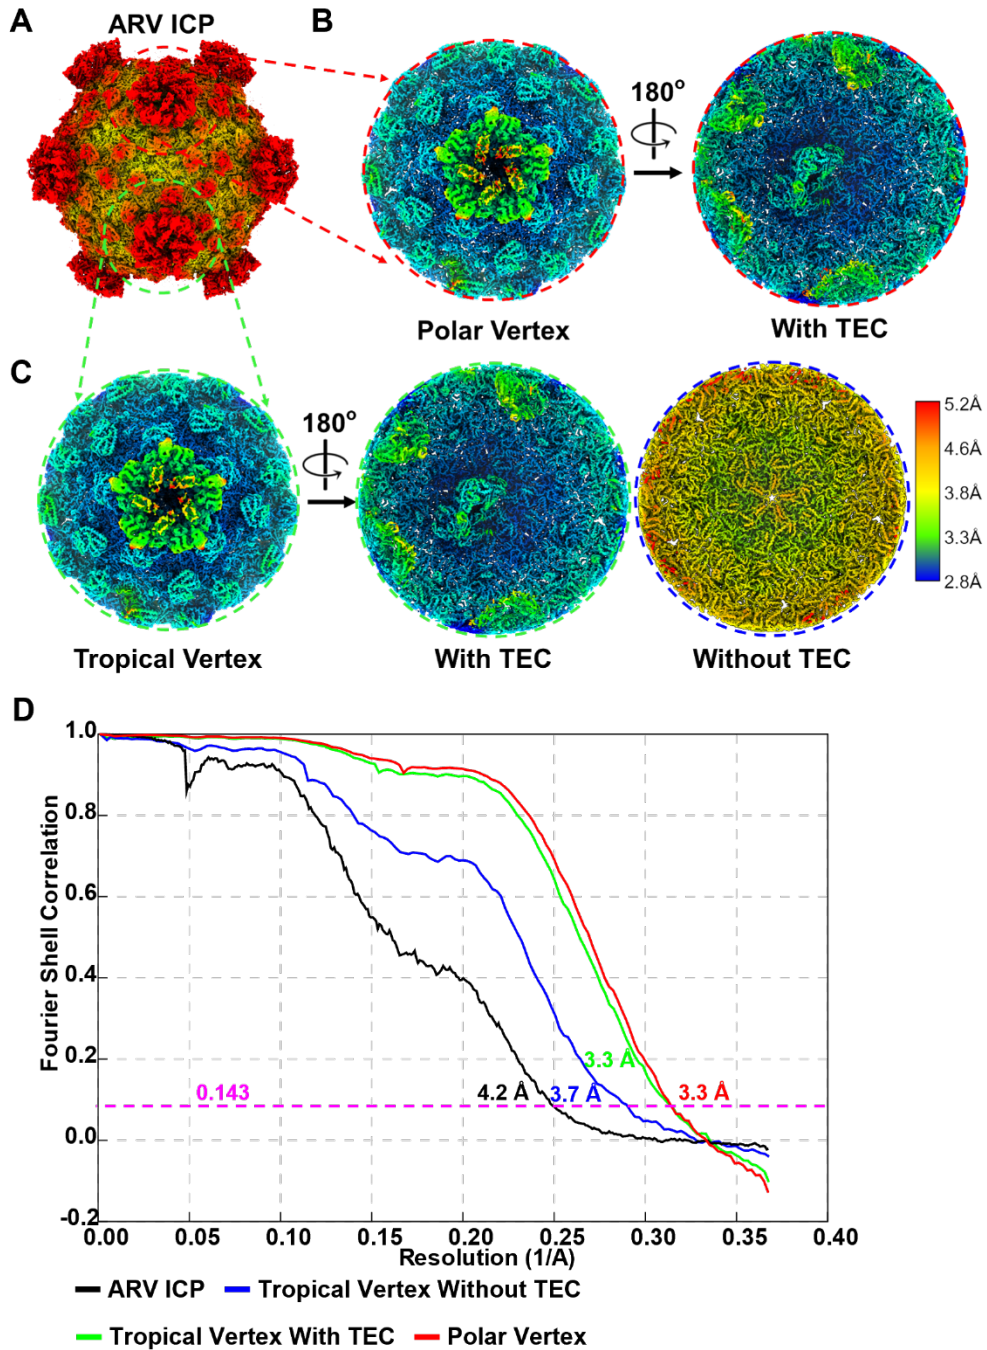 A
ARV ICP
B
180°
Polar Vertex
With TEC
C
180°
5.2Å
4.6Å
3.8Å
3.3Å
2.8Å
Tropical Vertex
With TEC
Without TEC
D
1.0
0.8
0.6
0.4
0.2
0.0
-0.2
Fourier Shell Correlation
0.143
4.2 Å
3.7 Å
3.3 Å
3.3 Å
0.00
0.05
0.10
0.15
0.20
0.25
0.30
0.35
0.40
Resolution (1/A)
ARV ICP
Tropical Vertex Without TEC
Tropical Vertex With TEC
Polar Vertex